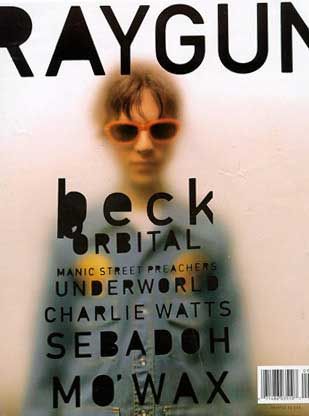 RAYGUN
beck
ORBITAL
MANIC STREET PREACHERS
UNDERWORLD
CHARLIE WATTS
SEBADOH
MO'WAX